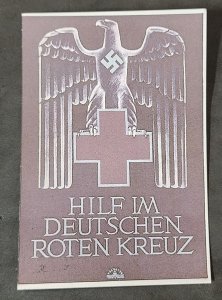 HILF IM
DEUTSCHEN
ROTEN KREUZ